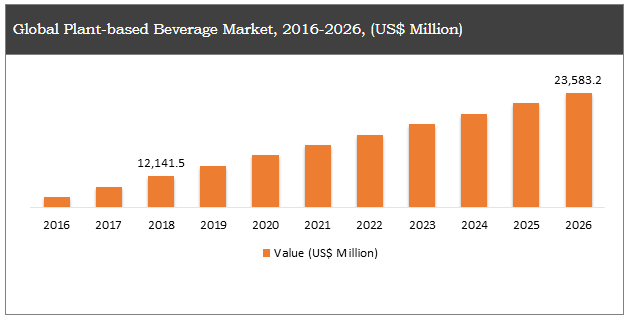 Global Plant-based Beverage Market, 2016-2026, (US$ Million)
23,583.2
12,141.5
2016 2017 2018 2019 2020 2021 2022 2023 2024 2025 2026
Value (US$ Million)